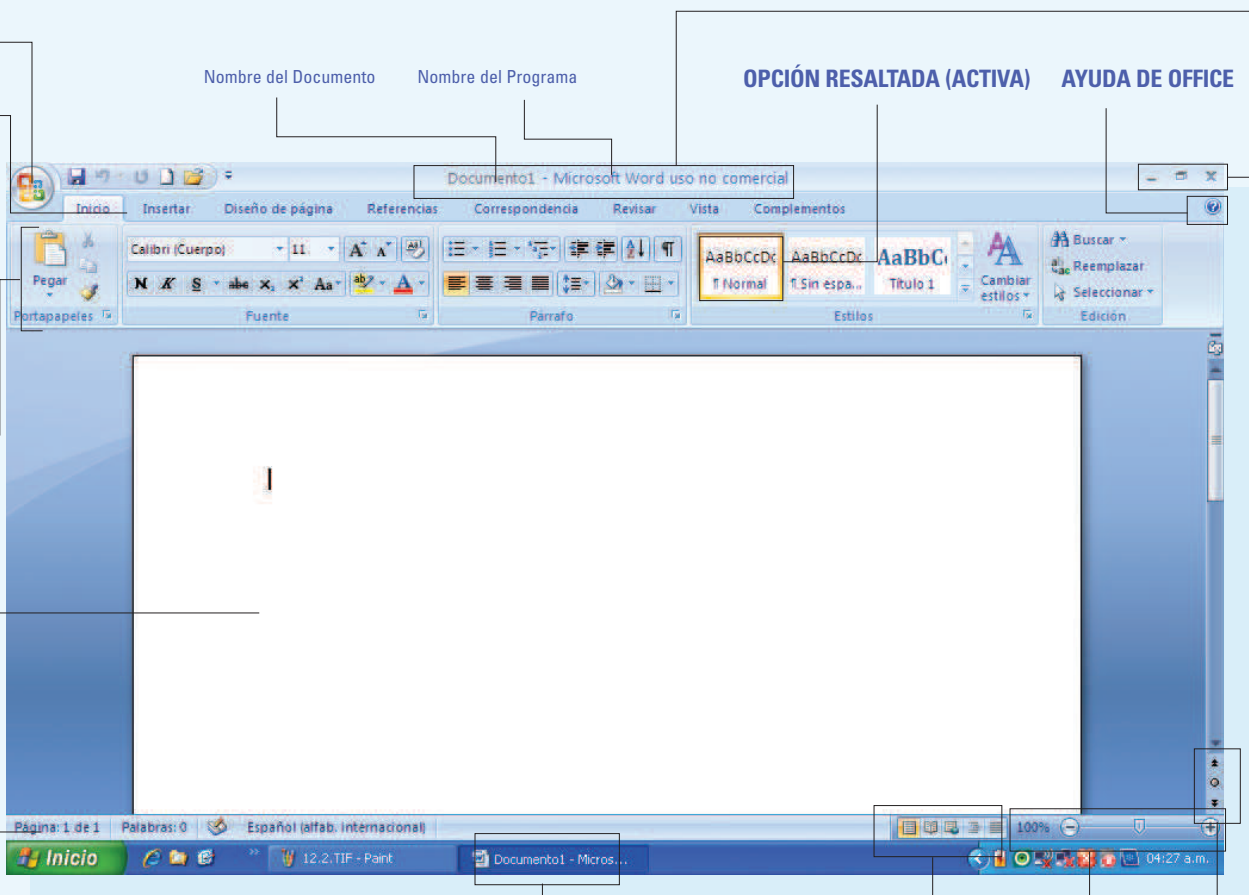 Nombre del Documento Nombre del Programa OPCIÓN RESALTADA (ACTIVA) AYUDA DE OFFICE
Documento1 - Microsoft Word uso no comercial
Inicio Insertar Diseño de página Referencias Correspondencia Revisar Vista Complementos
Calibri (Cuerpo) 11 A A Buscar
AaBbCcDc AaBbCcDc AaBbC Reemplazar
Pegar N K S abc x, x² Aa ab A ¶ Normal ¶ Sin espa... Título 1 Cambiar estilos Seleccionar
Portapapeles Fuente Párrafo Estilos Edición
Página: 1 de 1 Palabras: 0 Español (alfab. internacional) 100%
Inicio 12.2.TIF - Paint Documento1 - Micros... 04:27 a.m.